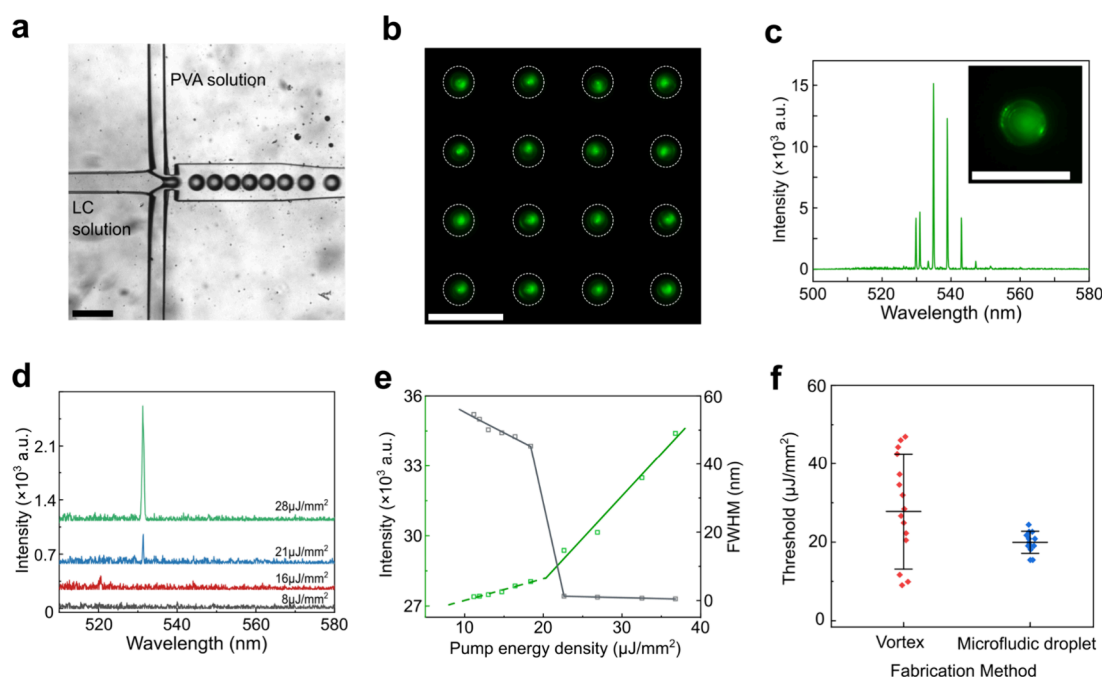 a
PVA solution
LC
solution
b
c
Intensity (×10³ a.u.)
15
10
5
0
500
520
540
560
580
Wavelength (nm)
d
Intensity (×10³ a.u.)
2.1
1.4
0.7
0
28µJ/mm²
21µJ/mm²
16µJ/mm²
8µJ/mm²
520
540
560
580
Wavelength (nm)
e
Intensity (×10³ a.u.)
36
33
30
27
60
40
20
0
FWHM (nm)
10
20
30
40
Pump energy density (µJ/mm²)
f
Threshold (µJ/mm²)
60
40
20
0
Vortex
Microfludic droplet
Fabrication Method